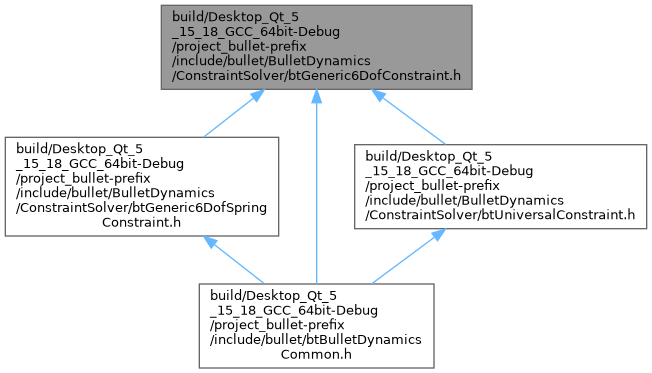 build/Desktop_Qt_5
_15_18_GCC_64bit-Debug
/project_bullet-prefix
/include/bullet/BulletDynamics
/ConstraintSolver/btGeneric6DofConstraint.h
build/Desktop_Qt_5
_15_18_GCC_64bit-Debug
/project_bullet-prefix
/include/bullet/BulletDynamics
/ConstraintSolver/btGeneric6DofSpring
Constraint.h
build/Desktop_Qt_5
_15_18_GCC_64bit-Debug
/project_bullet-prefix
/include/bullet/BulletDynamics
/ConstraintSolver/btUniversalConstraint.h
build/Desktop_Qt_5
_15_18_GCC_64bit-Debug
/project_bullet-prefix
/include/bullet/btBulletDynamics
Common.h